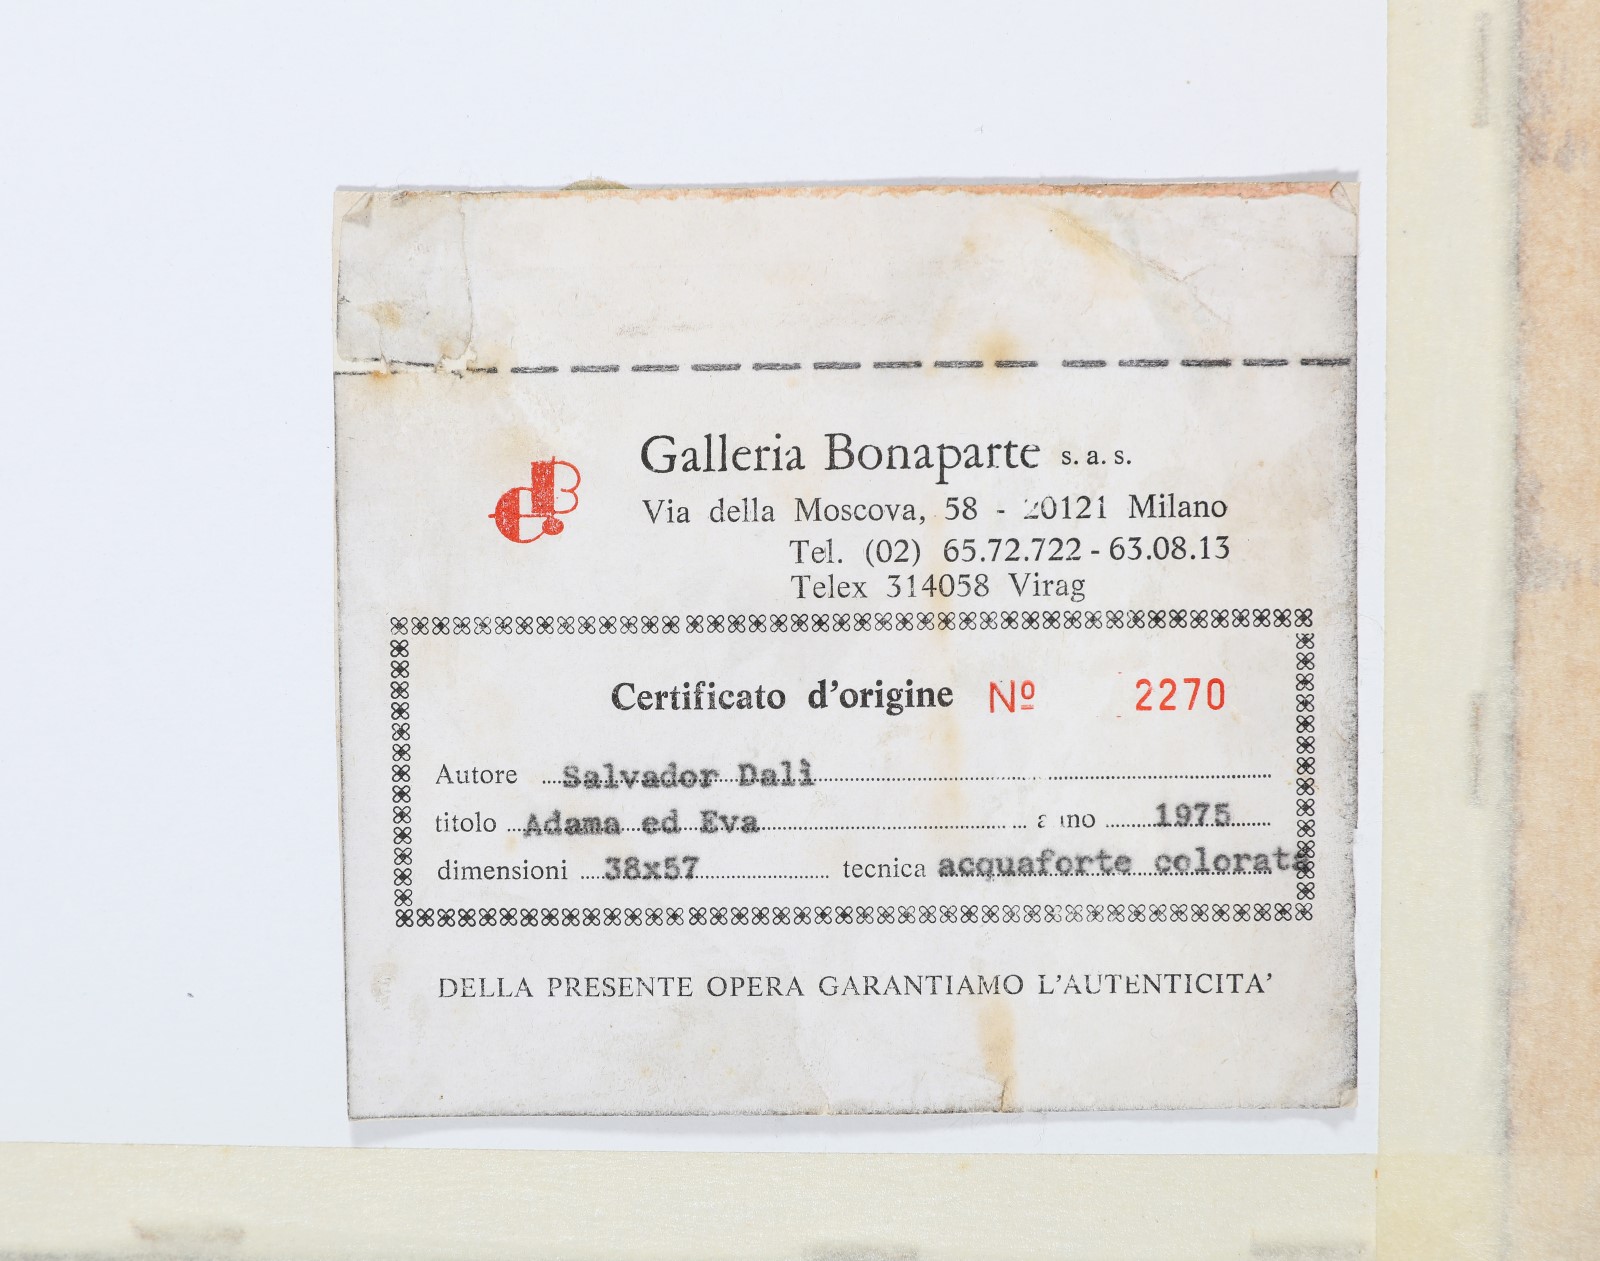 Galleria Bonaparte s.a.s.
Via della Moscova, 58 - 20121 Milano
Tel. (02) 65.72.722 - 63.08.13
Telex 314058 Virag
Certificato d'origine Nº 2270
Autore Salvador Dalì
titolo Adama ed Eva anno 1975
dimensioni 38x57 tecnica acquaforte colorata
DELLA PRESENTE OPERA GARANTIAMO L'AUTENTICITA'